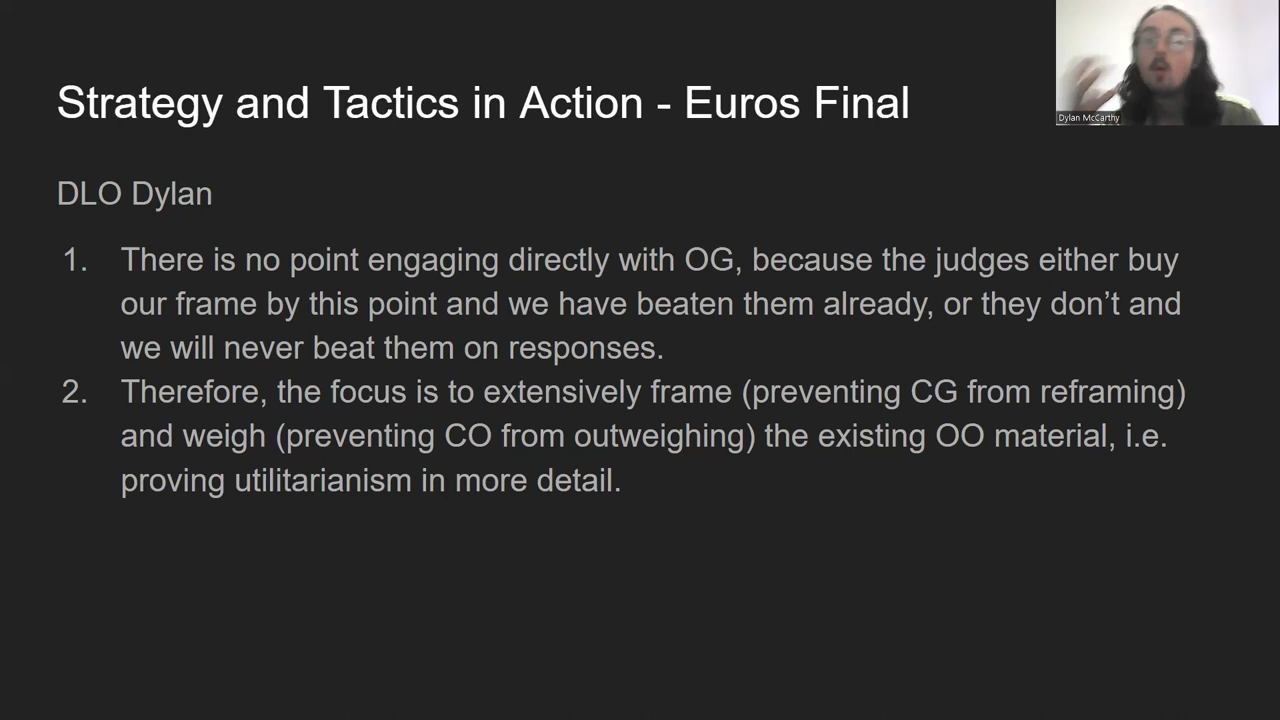 Strategy and Tactics in Action - Euros Final
Dylan McCarthy
DLO Dylan
1. There is no point engaging directly with OG, because the judges either buy
our frame by this point and we have beaten them already, or they don’t and
we will never beat them on responses.
2. Therefore, the focus is to extensively frame (preventing CG from reframing)
and weigh (preventing CO from outweighing) the existing OO material, i.e.
proving utilitarianism in more detail.